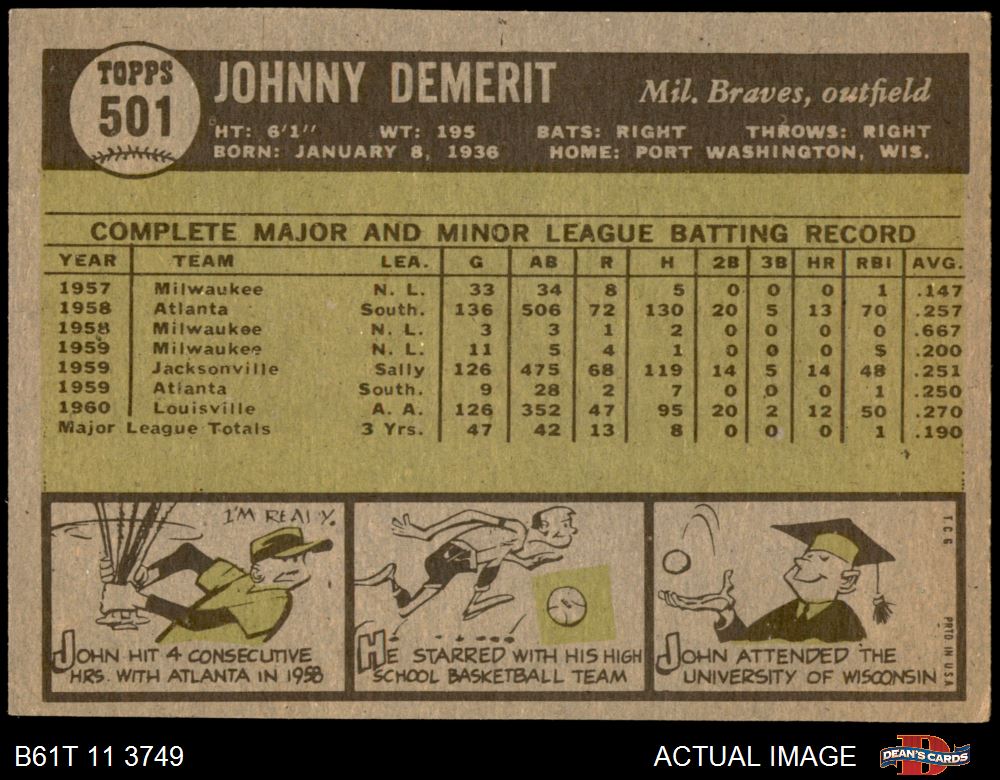 TOPPS
501
JOHNNY DEMERIT
Mil. Braves, outfield
HT: 6'1" WT: 195 BATS: RIGHT THROWS: RIGHT
BORN: JANUARY 8, 1936 HOME: PORT WASHINGTON, WIS.
COMPLETE MAJOR AND MINOR LEAGUE BATTING RECORD
YEAR TEAM LEA. G AB R H 2B 3B HR RBI AVG.
1957 Milwaukee N. L. 33 34 8 5 0 0 0 1 .147
1958 Atlanta South. 136 506 72 130 20 5 13 70 .257
1958 Milwaukee N. L. 3 3 1 2 0 0 0 0 .667
1959 Milwaukee N. L. 11 5 4 1 0 0 0 S .200
1959 Jacksonville Sally 126 475 68 119 14 5 14 48 .251
1959 Atlanta South. 9 28 2 7 0 0 0 1 .250
1960 Louisville A. A. 126 352 47 95 20 2 12 50 .270
Major League Totals 3 Yrs. 47 42 13 8 0 0 0 1 .190
I'M READY.
JOHN HIT 4 CONSECUTIVE
HRS. WITH ATLANTA IN 1958
HE STARRED WITH HIS HIGH
SCHOOL BASKETBALL TEAM
JOHN ATTENDED THE
UNIVERSITY OF WISCONSIN
T.C.G.
PRTD. IN U.S.A.
B61T 11 3749
ACTUAL IMAGE
DEAN'S CARDS